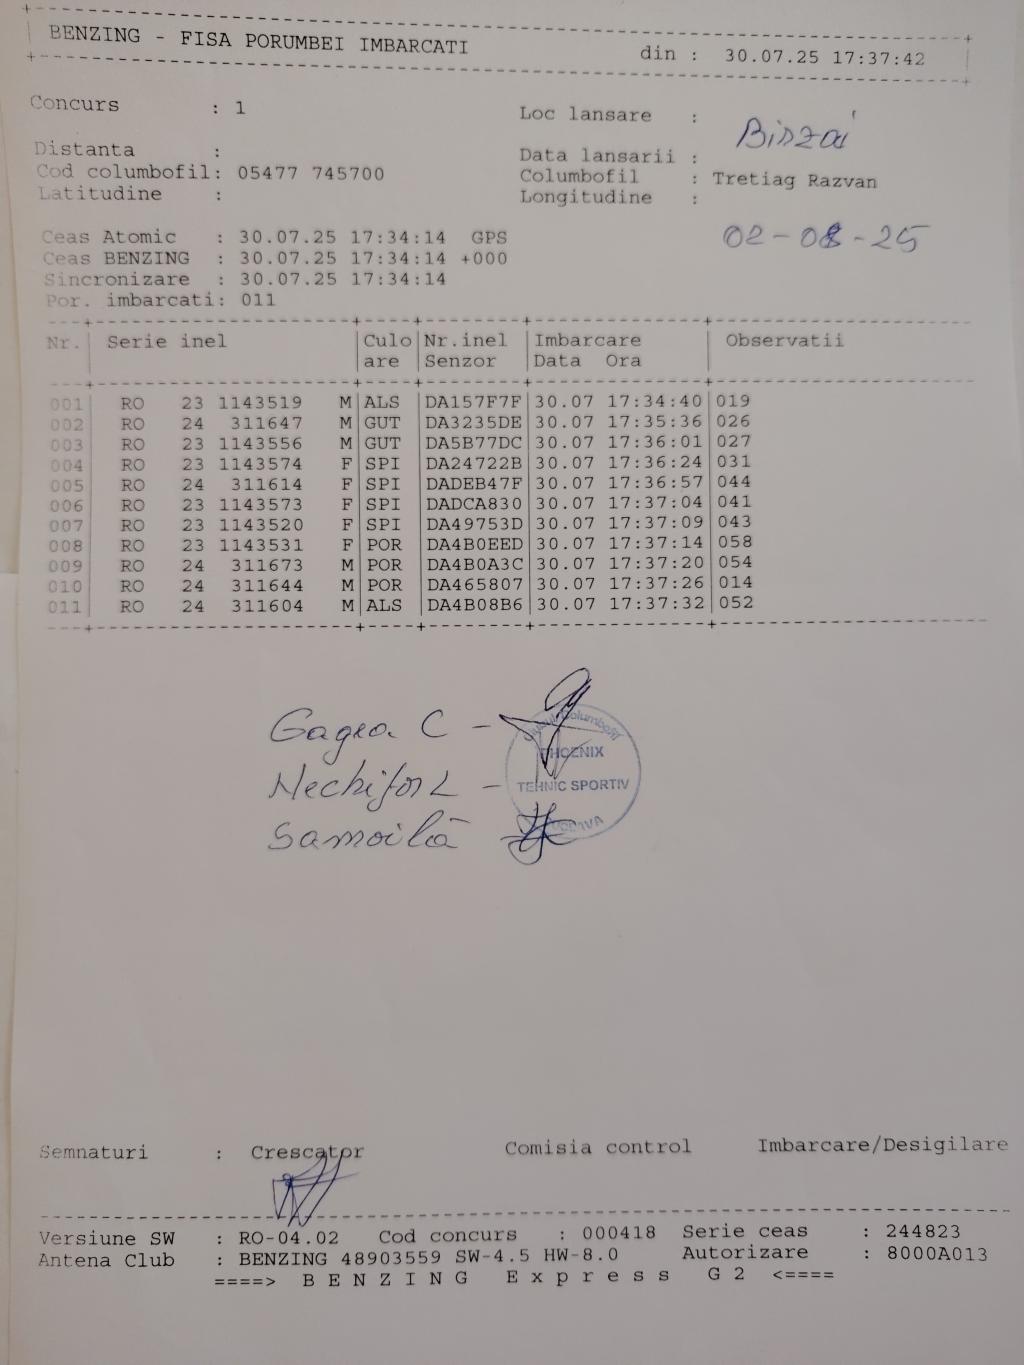 BENZING - FISA PORUMBEI IMBARCATI din : 30.07.25 17:37:42
Concurs : 1 Loc lansare : Birzai
Distanta : Data lansarii :
Cod columbofil: 05477 745700 Columbofil : Tretiag Razvan
Latitudine : Longitudine :
02-08-25
Ceas Atomic : 30.07.25 17:34:14 GPS
Ceas BENZING : 30.07.25 17:34:14 +000
Sincronizare : 30.07.25 17:34:14
Por. imbarcati: 011
Nr. Serie inel Culo Nr.inel Imbarcare Observatii
are Senzor Data Ora
001 RO 23 1143519 M ALS DA157F7F 30.07 17:34:40 019
002 RO 24 311647 M GUT DA3235DE 30.07 17:35:36 026
003 RO 23 1143556 M GUT DA5B77DC 30.07 17:36:01 027
004 RO 23 1143574 F SPI DA24722B 30.07 17:36:24 031
005 RO 24 311614 F SPI DADEB47F 30.07 17:36:57 044
006 RO 23 1143573 F SPI DADCA830 30.07 17:37:04 041
007 RO 23 1143520 F SPI DA49753D 30.07 17:37:09 043
008 RO 23 1143531 F POR DA4B0EED 30.07 17:37:14 058
009 RO 24 311673 M POR DA4B0A3C 30.07 17:37:20 054
010 RO 24 311644 M POR DA465807 30.07 17:37:26 014
011 RO 24 311604 M ALS DA4B08B6 30.07 17:37:32 052
Gagea C -
Nechifor L -
Samoilă
Columbofil
PHOENIX
TEHNIC SPORTIV
Semnaturi : Crescator Comisia control Imbarcare/Desigilare
Versiune SW : RO-04.02 Cod concurs : 000418 Serie ceas : 244823
Antena Club : BENZING 48903559 SW-4.5 HW-8.0 Autorizare : 8000A013
====> B E N Z I N G E x p r e s s G 2 <====